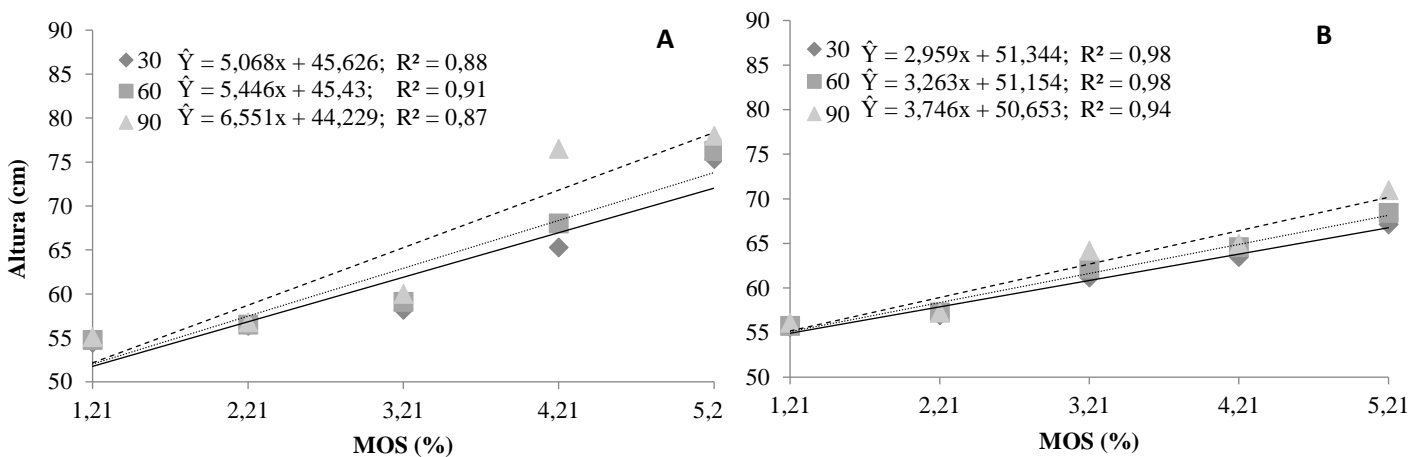 A
90
85
80
75
70
65
60
55
50
Altura (cm)
30 Ŷ = 5,068x + 45,626; R² = 0,88
60 Ŷ = 5,446x + 45,43; R² = 0,91
90 Ŷ = 6,551x + 44,229; R² = 0,87
1,21 2,21 3,21 4,21 5,2
MOS (%)
B
90
85
80
75
70
65
60
55
50
30 Ŷ = 2,959x + 51,344; R² = 0,98
60 Ŷ = 3,263x + 51,154; R² = 0,98
90 Ŷ = 3,746x + 50,653; R² = 0,94
1,21 2,21 3,21 4,21 5,21
MOS (%)